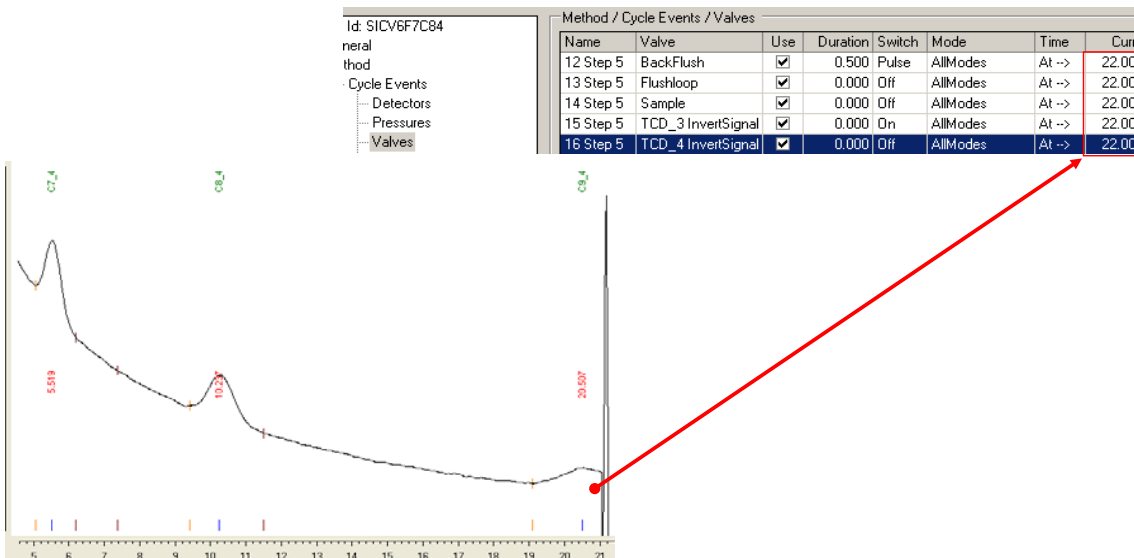 Id: SICV6F7C84
neral
thod
Cycle Events
Detectors
Pressures
Valves
Method / Cycle Events / Valves
Name Valve Use Duration Switch Mode Time Curr
12 Step 5 BackFlush 0.500 Pulse AllModes At --> 22.00
13 Step 5 Flushloop 0.000 Off AllModes At --> 22.00
14 Step 5 Sample 0.000 Off AllModes At --> 22.00
15 Step 5 TCD_3 InvertSignal 0.000 On AllModes At --> 22.00
16 Step 5 TCD_4 InvertSignal 0.000 Off AllModes At --> 22.00
C7_4 C8_4 C9_4
5.519 10.237 20.507
5 6 7 8 9 10 11 12 13 14 15 16 17 18 19 20 21